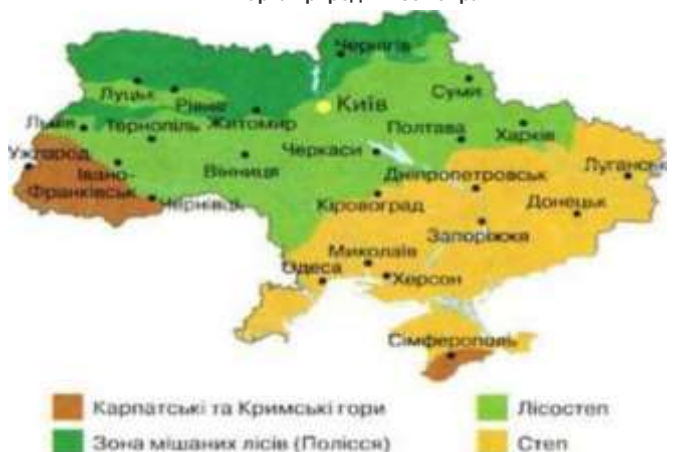 Чернігів
Луцьк
Рівне
Київ
Суми
Львів
Тернопіль
Житомир
Полтава
Харків
Ужгород
Черкаси
Луганськ
Івано-
Франківськ
Вінниця
Дніпропетровськ
Чернівці
Кіровоград
Донецьк
Запоріжжя
Миколаїв
Одеса
Херсон
Сімферополь
Карпатські та Кримські гори
Лісостеп
Зона мішаних лісів (Полісся)
Степ